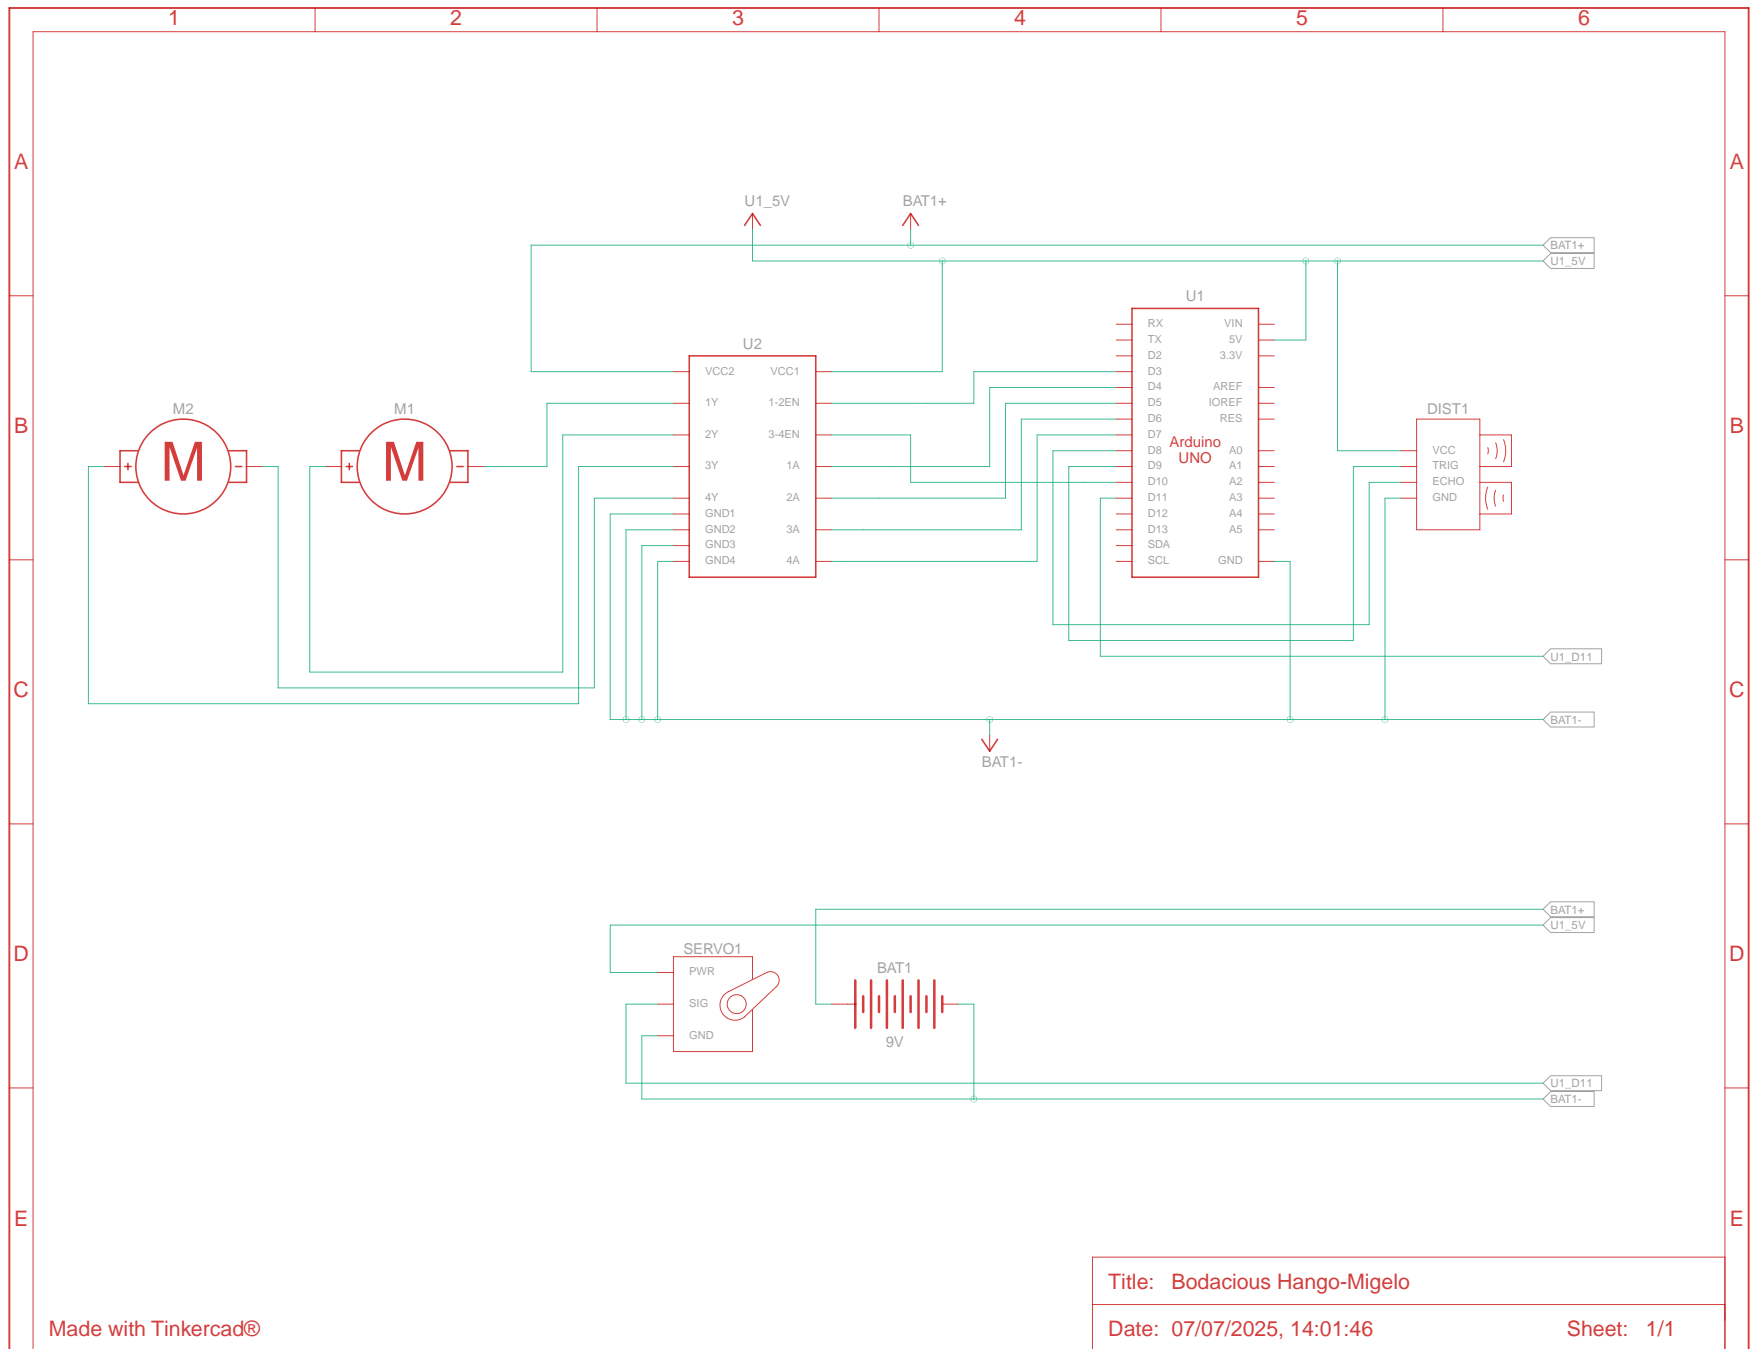 1 2 3 4 5 6
A A
U1_5V BAT1+
BAT1+
U1_5V
U1
U2
RX VIN
TX 5V
D2 3.3V
VCC2 VCC1
D3
D4 AREF
M2 M1
1Y 1-2EN
D5 IOREF
DIST1
D6 RES
B B
2Y 3-4EN
D7
Arduino
UNO
D8 A0
VCC
M M
+ - + -
3Y 1A
D9 A1
TRIG
D10 A2
ECHO
4Y 2A
D11 A3
GND
GND1
D12 A4
GND2 3A
D13 A5
GND3
SDA
GND4 4A
SCL GND
U1_D11
C C
BAT1-
BAT1-
BAT1+
U1_5V
SERVO1
D D
PWR
BAT1
SIG
GND
9V
U1_D11
BAT1-
E E
Title: Bodacious Hango-Migelo
Made with Tinkercad®
Date: 07/07/2025, 14:01:46 Sheet: 1/1